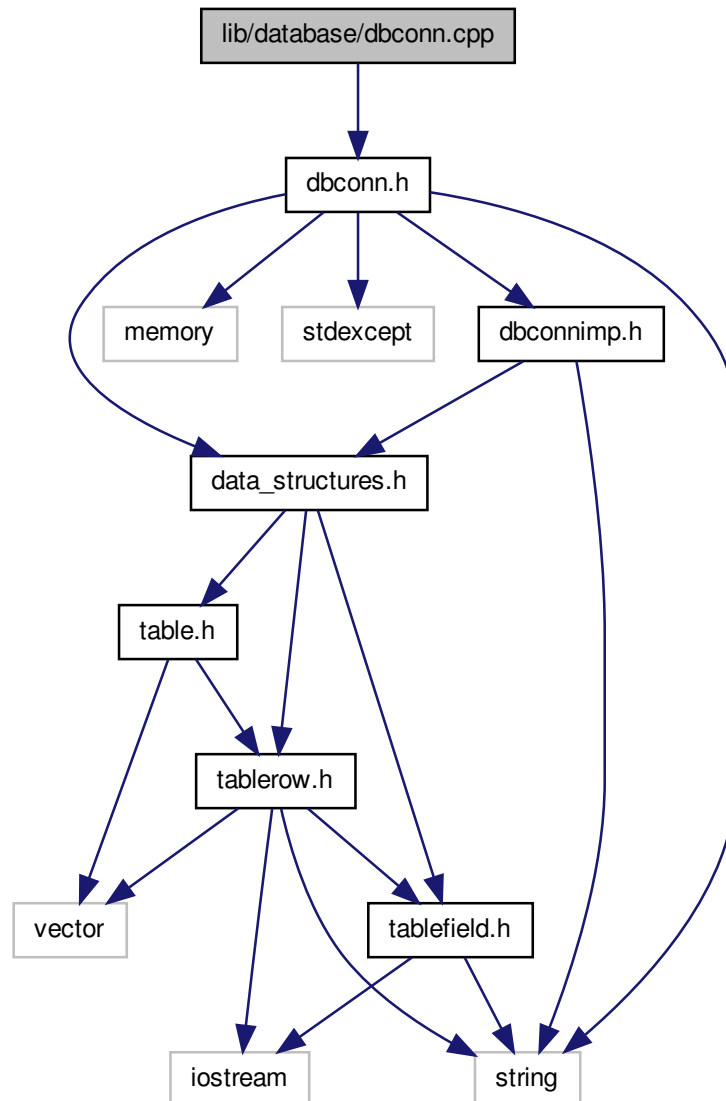 lib/database/dbconn.cpp
dbconn.h
memory
stdexcept
dbconnimp.h
data_structures.h
table.h
tablerow.h
vector
tablefield.h
iostream
string